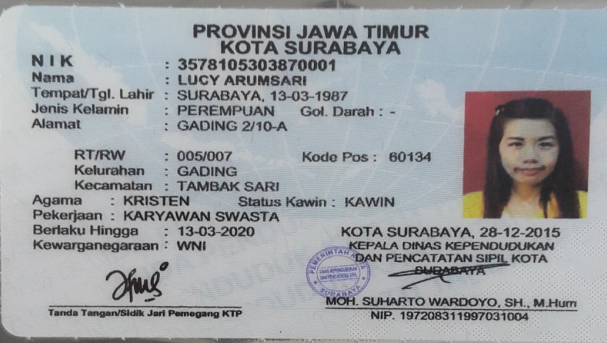 PROVINSI JAWA TIMUR
KOTA SURABAYA
NIK : 3578105303870001
Nama : LUCY ARUMSARI
Tempat/Tgl. Lahir : SURABAYA, 13-03-1987
Jenis Kelamin : PEREMPUAN Gol. Darah : -
Alamat : GADING 2/10-A
RT/RW : 005/007 Kode Pos : 60134
Kelurahan : GADING
Kecamatan : TAMBAK SARI
Agama : KRISTEN Status Kawin : KAWIN
Pekerjaan : KARYAWAN SWASTA
Berlaku Hingga : 13-03-2020
Kewarganegaraan : WNI
KOTA SURABAYA, 28-12-2015
KEPALA DINAS KEPENDUDUKAN
DAN PENCATATAN SIPIL KOTA
SURABAYA
PEMERINTAH KOTA
SURABAYA
MOH. SUHARTO WARDOYO, SH., M.Hum
NIP. 197208311997031004
Tanda Tangan/Sidik Jari Pemegang KTP